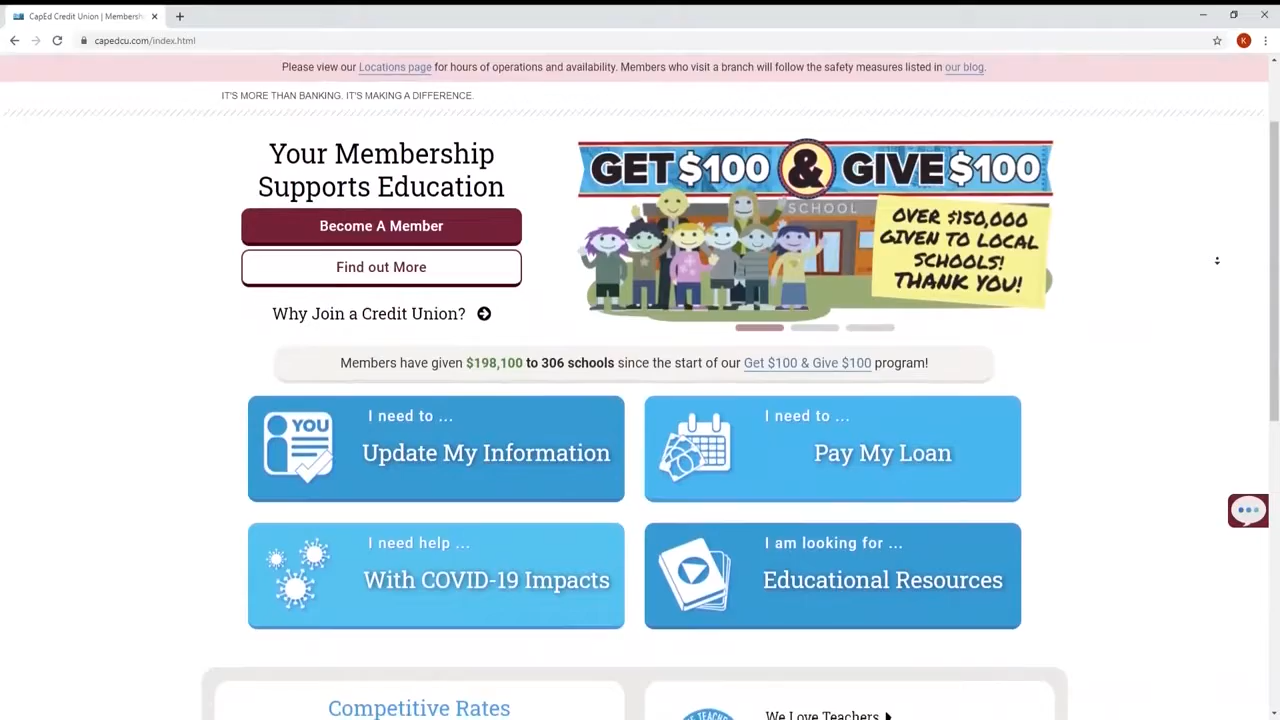 CapEd Credit Union | Membersh
capedcu.com/index.html
K
Please view our Locations page for hours of operations and availability. Members who visit a branch will follow the safety measures listed in our blog.
IT'S MORE THAN BANKING. IT'S MAKING A DIFFERENCE.
Your Membership
Supports Education
Become A Member
Find out More
Why Join a Credit Union?
GET $100 & GIVE $100
SCHOOL
OVER $150,000
GIVEN TO LOCAL
SCHOOLS!
THANK YOU!
Members have given $198,100 to 306 schools since the start of our Get $100 & Give $100 program!
YOU
I need to ...
Update My Information
I need to ...
Pay My Loan
I need help ...
With COVID-19 Impacts
I am looking for ...
Educational Resources
Competitive Rates
We Love Teachers